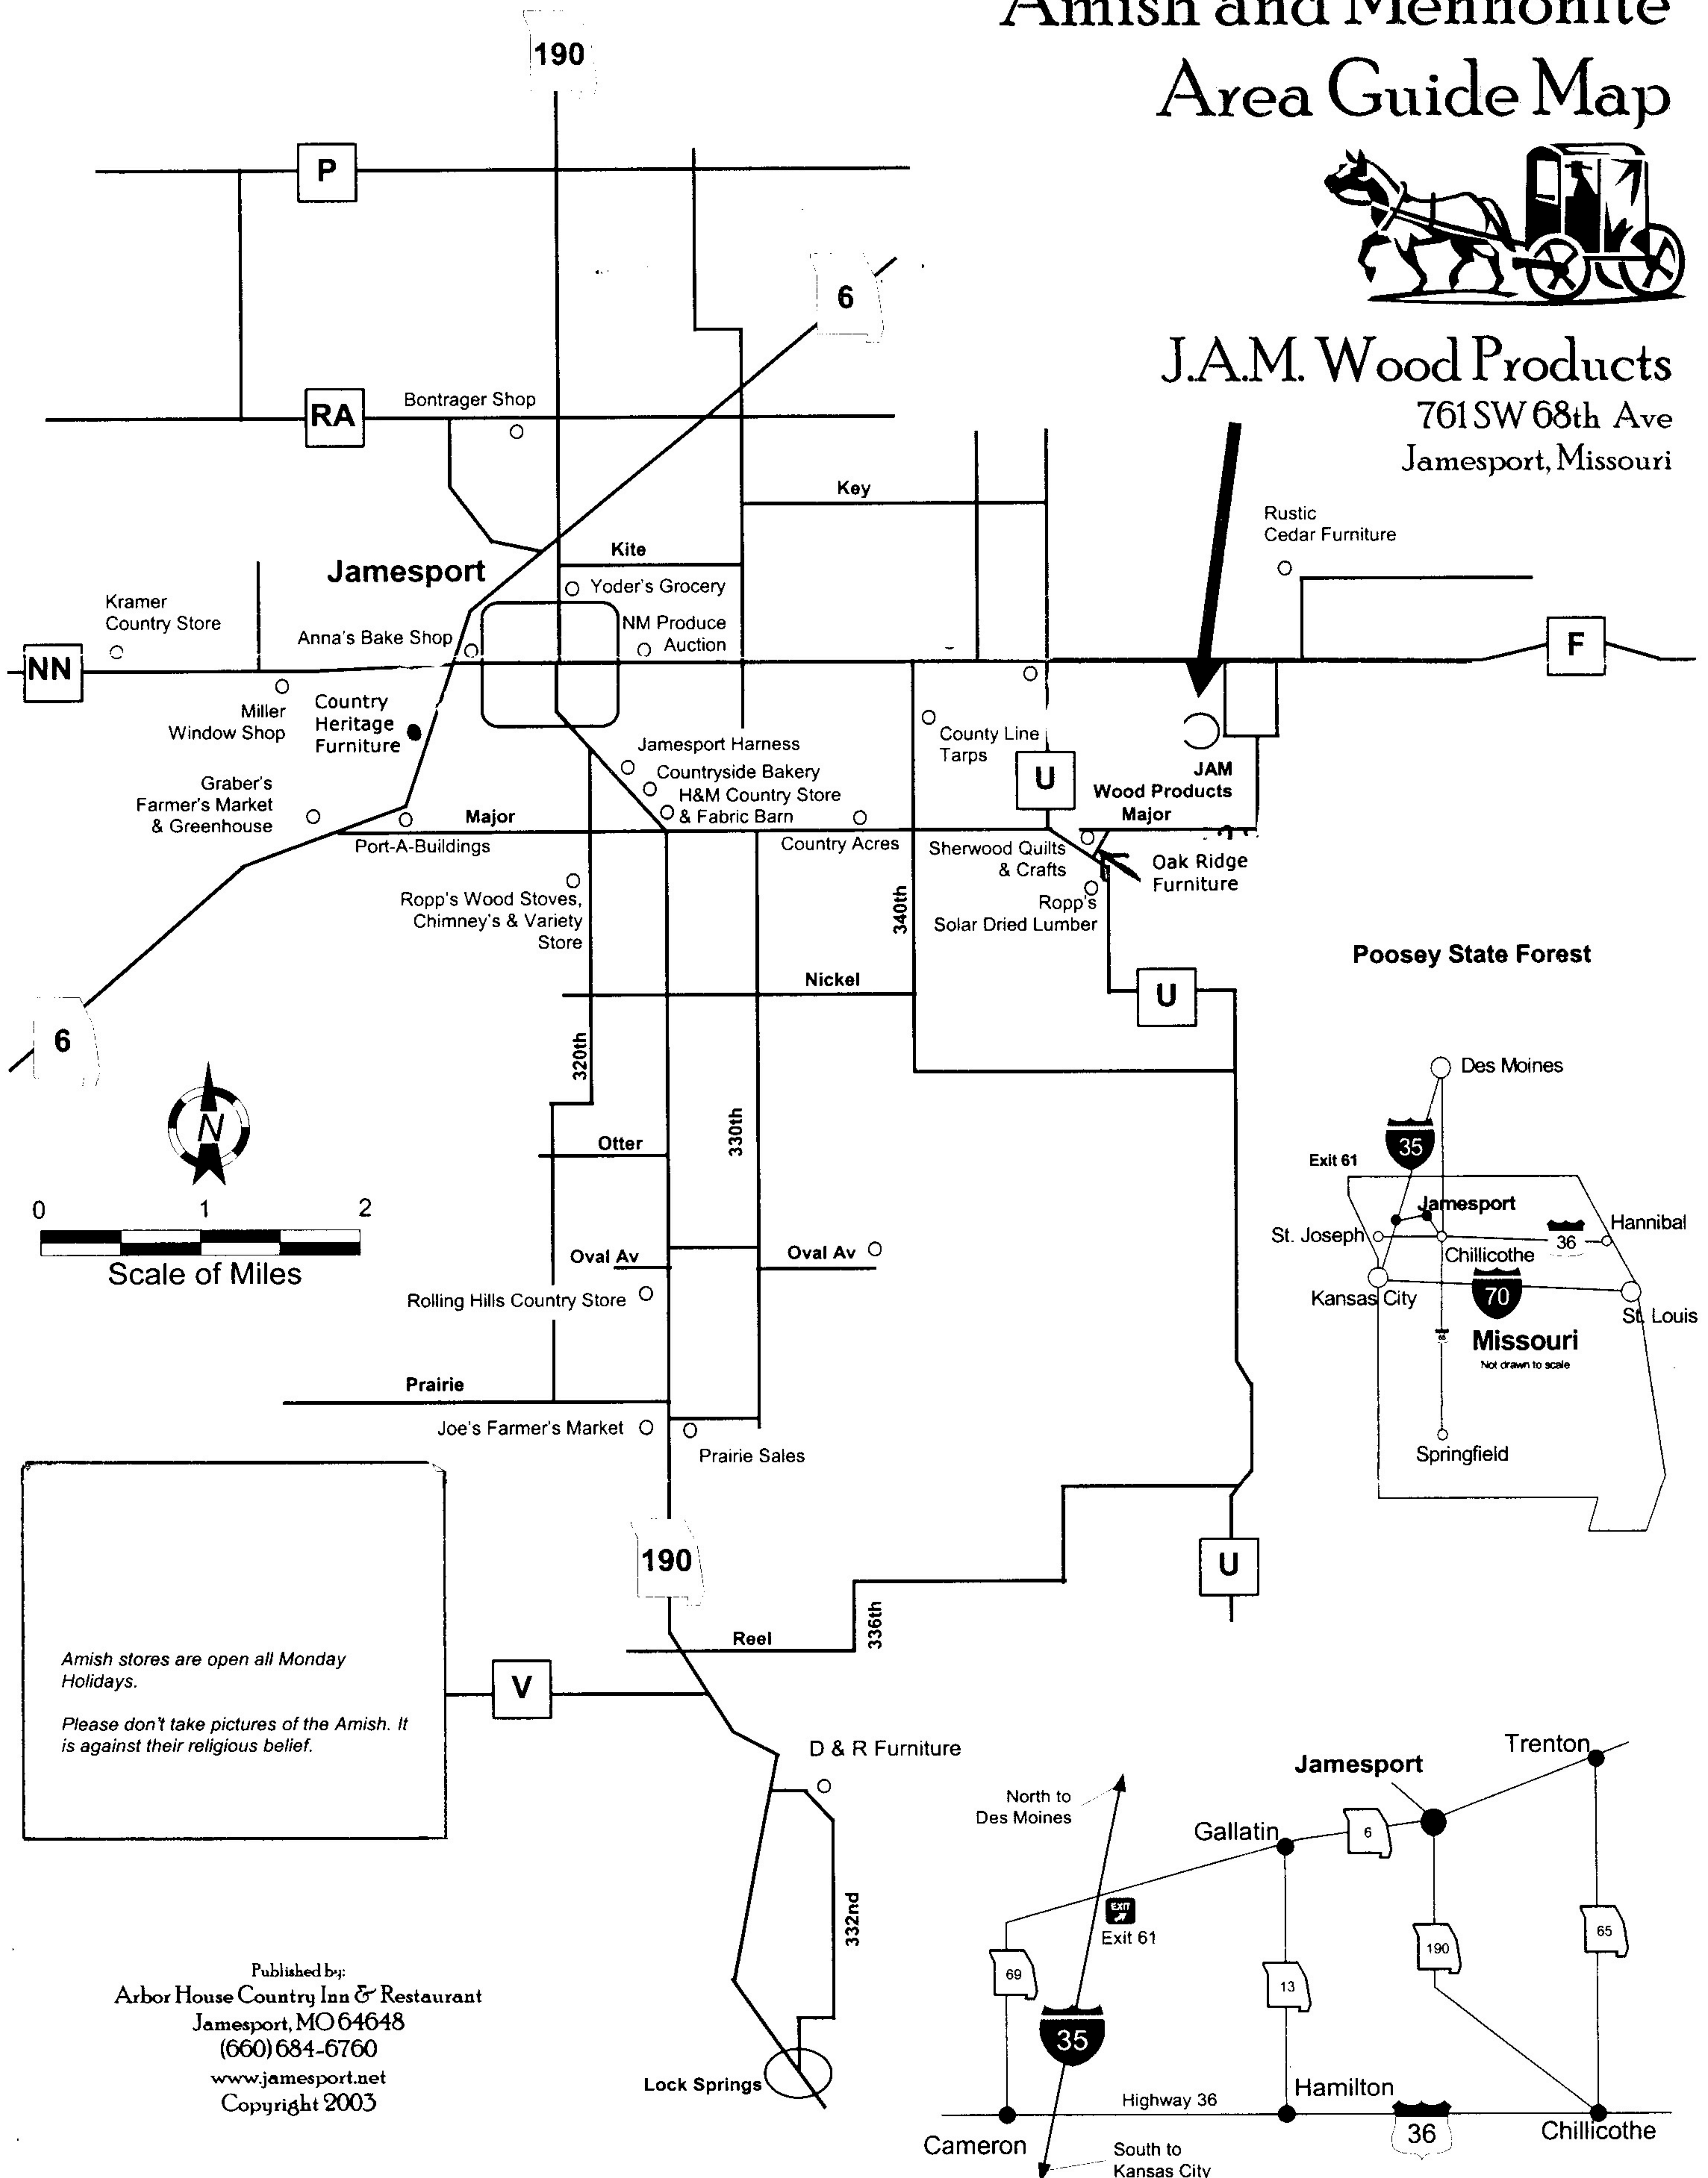 Amish and Mennonite
Area Guide Map
190
P
6
J.A.M. Wood Products
761 SW 68th Ave
Jamesport, Missouri
RA
Bontrager Shop
Key
Rustic
Cedar Furniture
Kite
Jamesport
Yoder's Grocery
Kramer
Country Store
NM Produce
Auction
Anna's Bake Shop
NN
F
Miller
Window Shop
Country
Heritage
Furniture
County Line
Tarps
Jamesport Harness
Countryside Bakery
H&M Country Store
& Fabric Barn
U
JAM
Wood Products
Major
Graber's
Farmer's Market
& Greenhouse
Major
Port-A-Buildings
Country Acres
Sherwood Quilts
& Crafts
Oak Ridge
Furniture
Ropp's Wood Stoves,
Chimney's & Variety
Store
340th
Ropp's
Solar Dried Lumber
Poosey State Forest
Nickel
U
6
320th
N
330th
Otter
0 1 2
Scale of Miles
Oval Av
Oval Av
Rolling Hills Country Store
Des Moines
35
Exit 61
Jamesport
St. Joseph
Hannibal
36
Chillicothe
Kansas City
70
St. Louis
Missouri
Not drawn to scale
65
Springfield
Prairie
Joe's Farmer's Market
Prairie Sales
190
U
336th
Reel
Amish stores are open all Monday
Holidays.
Please don't take pictures of the Amish. It
is against their religious belief.
V
D & R Furniture
332nd
Lock Springs
North to
Des Moines
Jamesport
Trenton
Gallatin
6
EXIT
Exit 61
69
13
190
65
35
Hamilton
Highway 36
36
Cameron
Chillicothe
South to
Kansas City
Published by:
Arbor House Country Inn & Restaurant
Jamesport, MO 64648
(660) 684-6760
www.jamesport.net
Copyright 2003